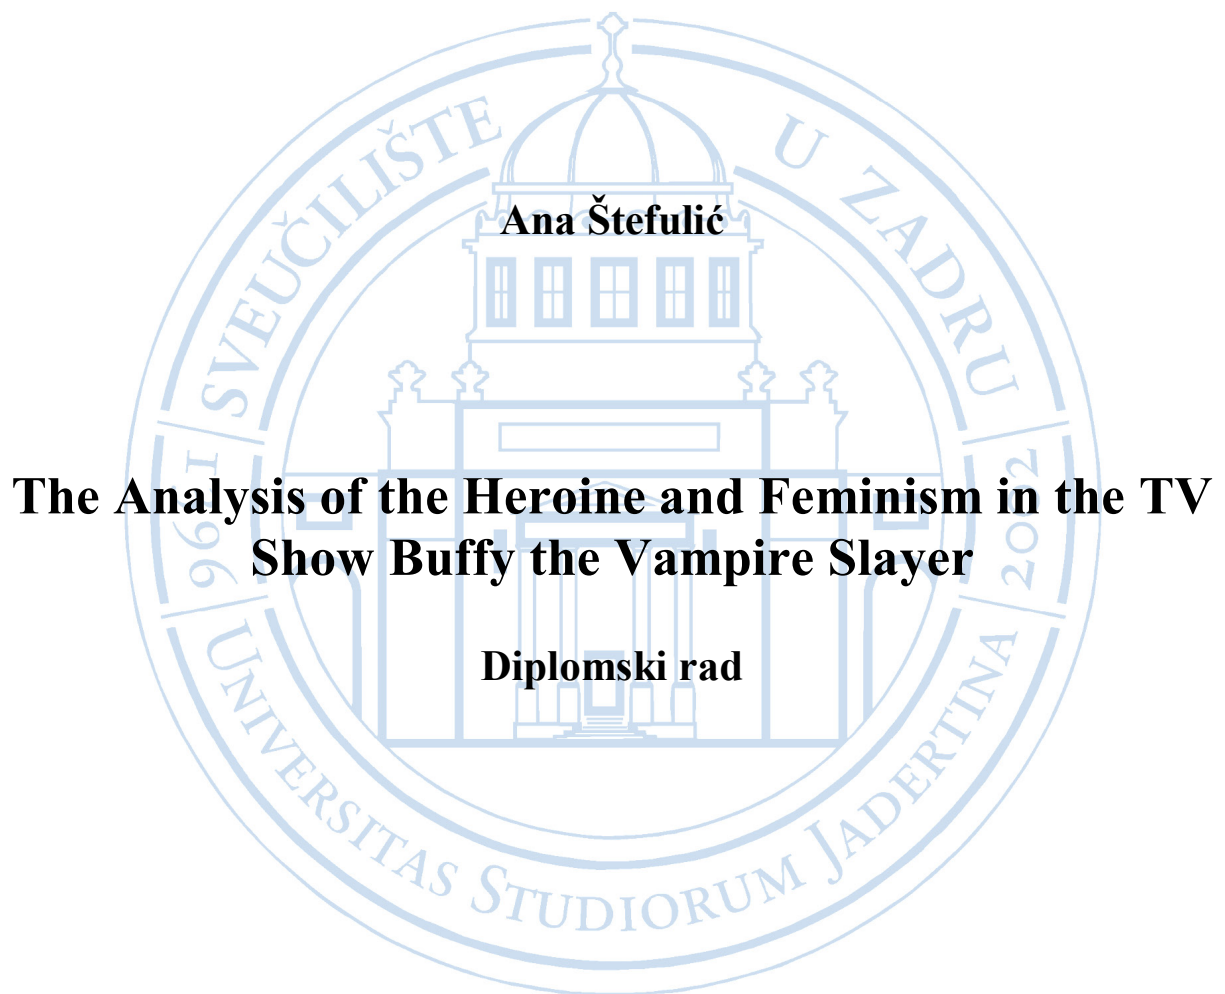 Ana Štefulić
The Analysis of the Heroine and Feminism in the TV
Show Buffy the Vampire Slayer
Diplomski rad
SVEUČILIŠTE U ZADRU
1396
2002
UNIVERSITAS STUDIORUM JADERTINA